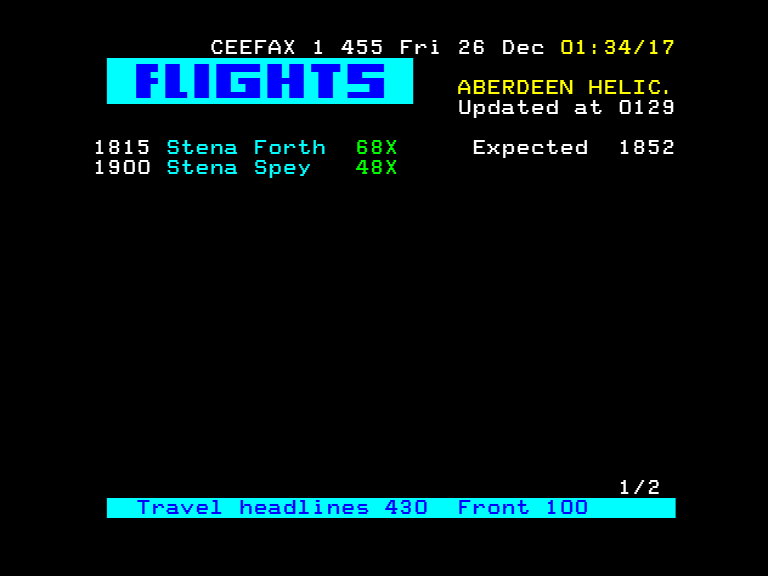 CEEFAX 1 455 Fri 26 Dec 01:34/17
FLIGHTS
ABERDEEN HELIC.
Updated at 0129
1815 Stena Forth 68X Expected 1852
1900 Stena Spey 48X
1/2
Travel headlines 430 Front 100